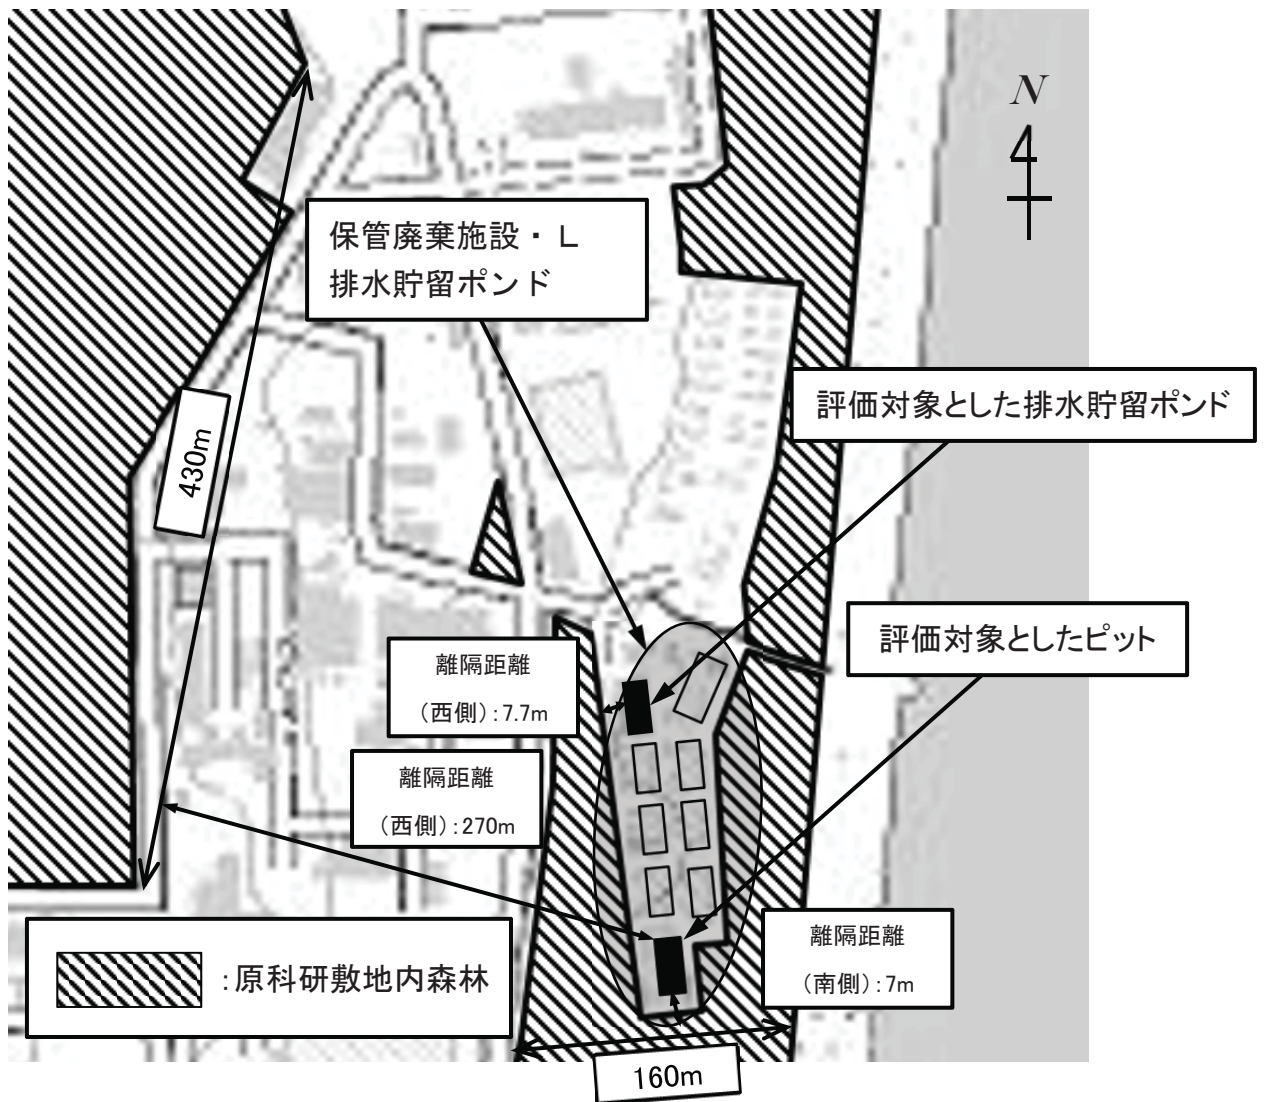 N
保管廃棄施設・L
排水貯留ポンド
評価対象とした排水貯留ポンド
430m
評価対象としたピット
離隔距離
（西側）：7.7m
離隔距離
（西側）：270m
離隔距離
（南側）：7m
：原科研敷地内森林
160m